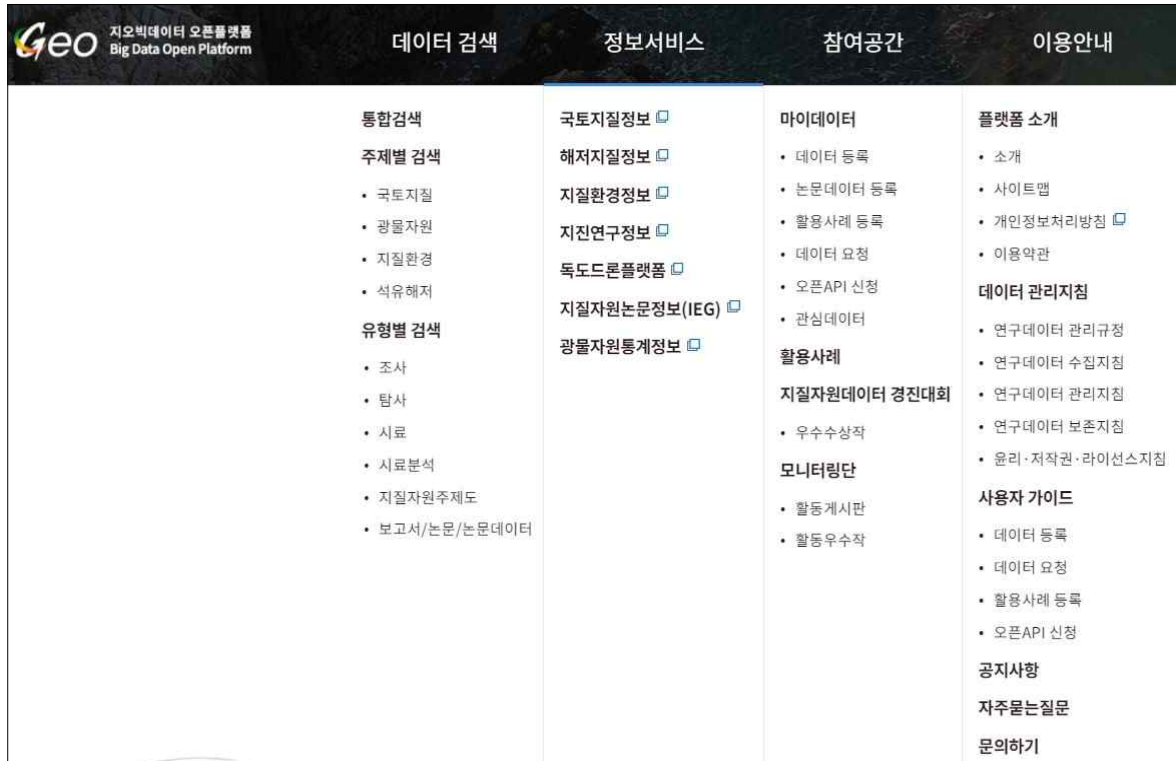 Geo 지오빅데이터 오픈플랫폼
Big Data Open Platform
데이터 검색
정보서비스
참여공간
이용안내
통합검색
주제별 검색
• 국토지질
• 광물자원
• 지질환경
• 석유해저
유형별 검색
• 조사
• 탐사
• 시료
• 시료분석
• 지질자원주제도
• 보고서/논문/논문데이터
국토지질정보
해저지질정보
지질환경정보
지진연구정보
독도드론플랫폼
지질자원논문정보(IEG)
광물자원통계정보
마이데이터
• 데이터 등록
• 논문데이터 등록
• 활용사례 등록
• 데이터 요청
• 오픈API 신청
• 관심데이터
활용사례
지질자원데이터 경진대회
• 우수수상작
모니터링단
• 활동게시판
• 활동우수작
플랫폼 소개
• 소개
• 사이트맵
• 개인정보처리방침
• 이용약관
데이터 관리지침
• 연구데이터 관리규정
• 연구데이터 수집지침
• 연구데이터 관리지침
• 연구데이터 보존지침
• 윤리·저작권·라이선스지침
사용자 가이드
• 데이터 등록
• 데이터 요청
• 활용사례 등록
• 오픈API 신청
공지사항
자주묻는질문
문의하기